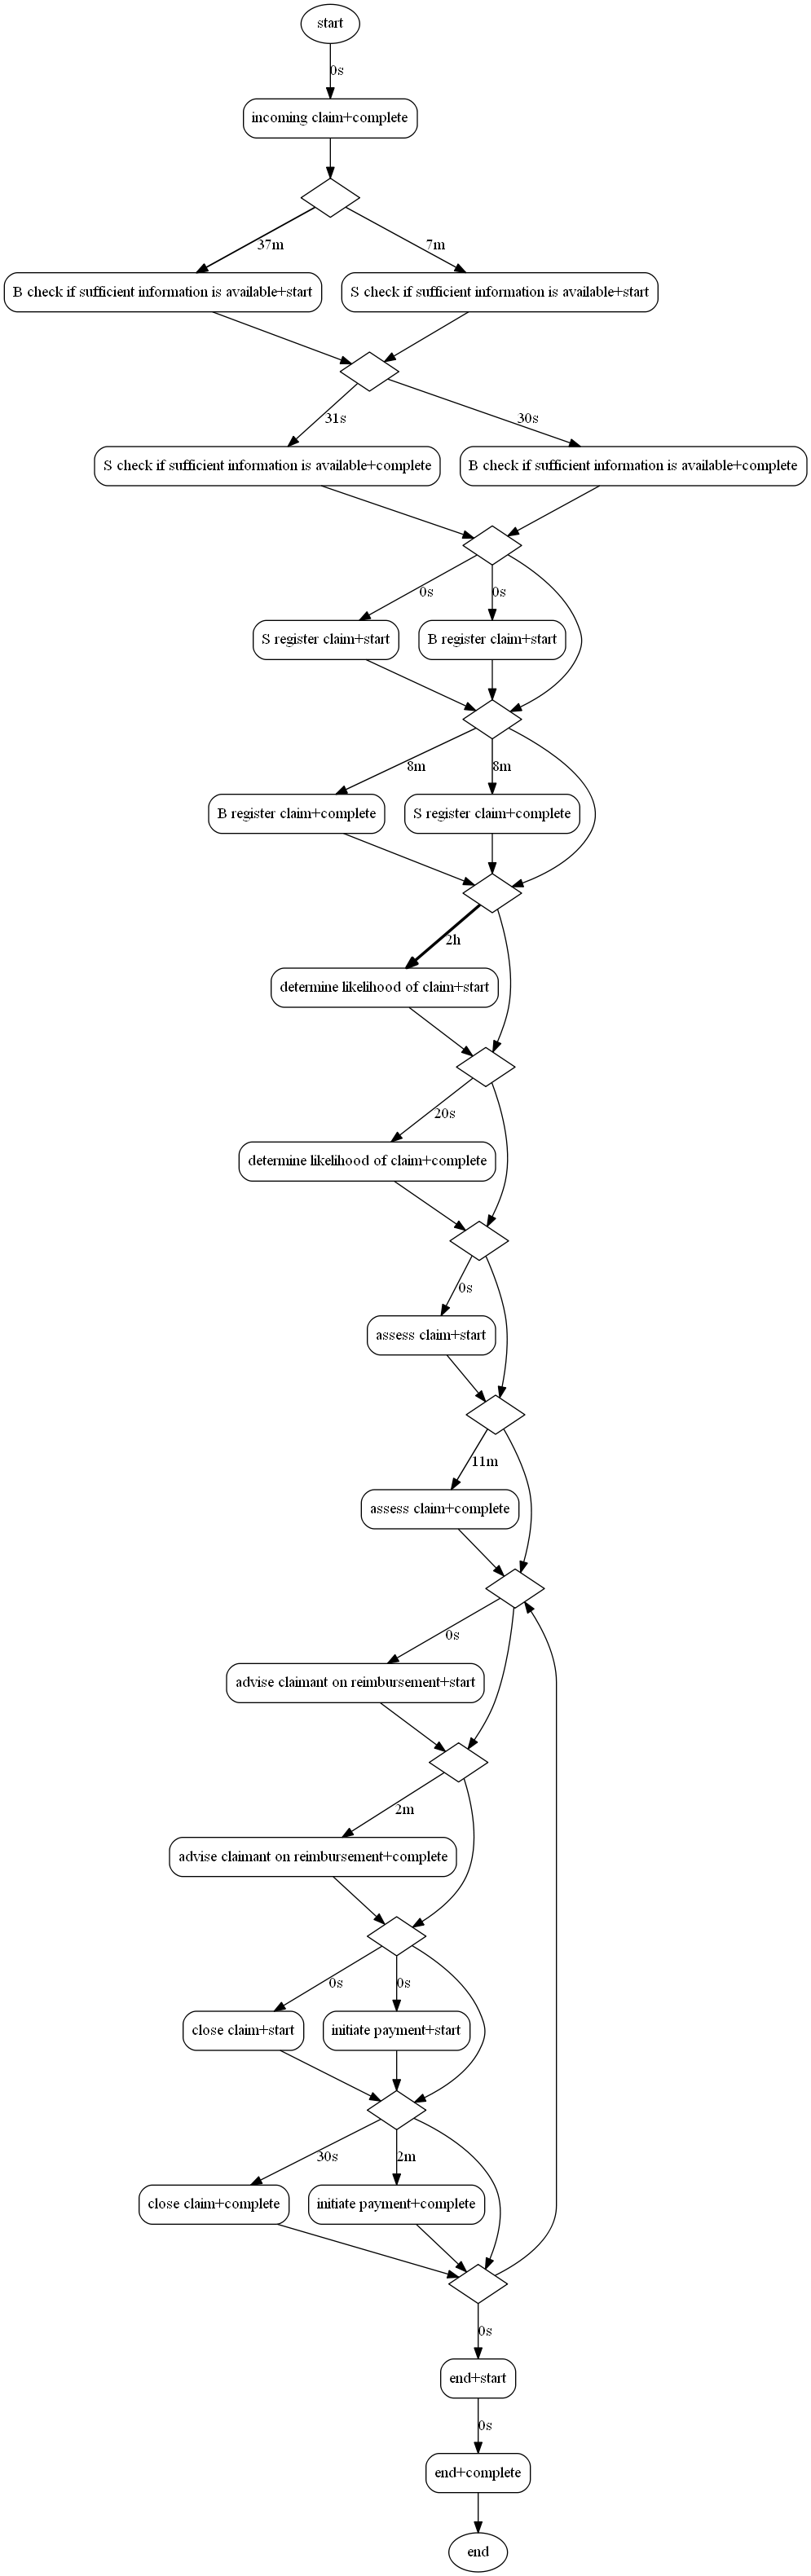 start
0s
incoming claim+complete
37m
7m
B check if sufficient information is available+start
S check if sufficient information is available+start
31s
30s
S check if sufficient information is available+complete
B check if sufficient information is available+complete
0s
0s
S register claim+start
B register claim+start
8m
8m
B register claim+complete
S register claim+complete
2h
determine likelihood of claim+start
20s
determine likelihood of claim+complete
0s
assess claim+start
11m
assess claim+complete
0s
advise claimant on reimbursement+start
2m
advise claimant on reimbursement+complete
0s
0s
close claim+start
initiate payment+start
30s
2m
close claim+complete
initiate payment+complete
0s
end+start
0s
end+complete
end